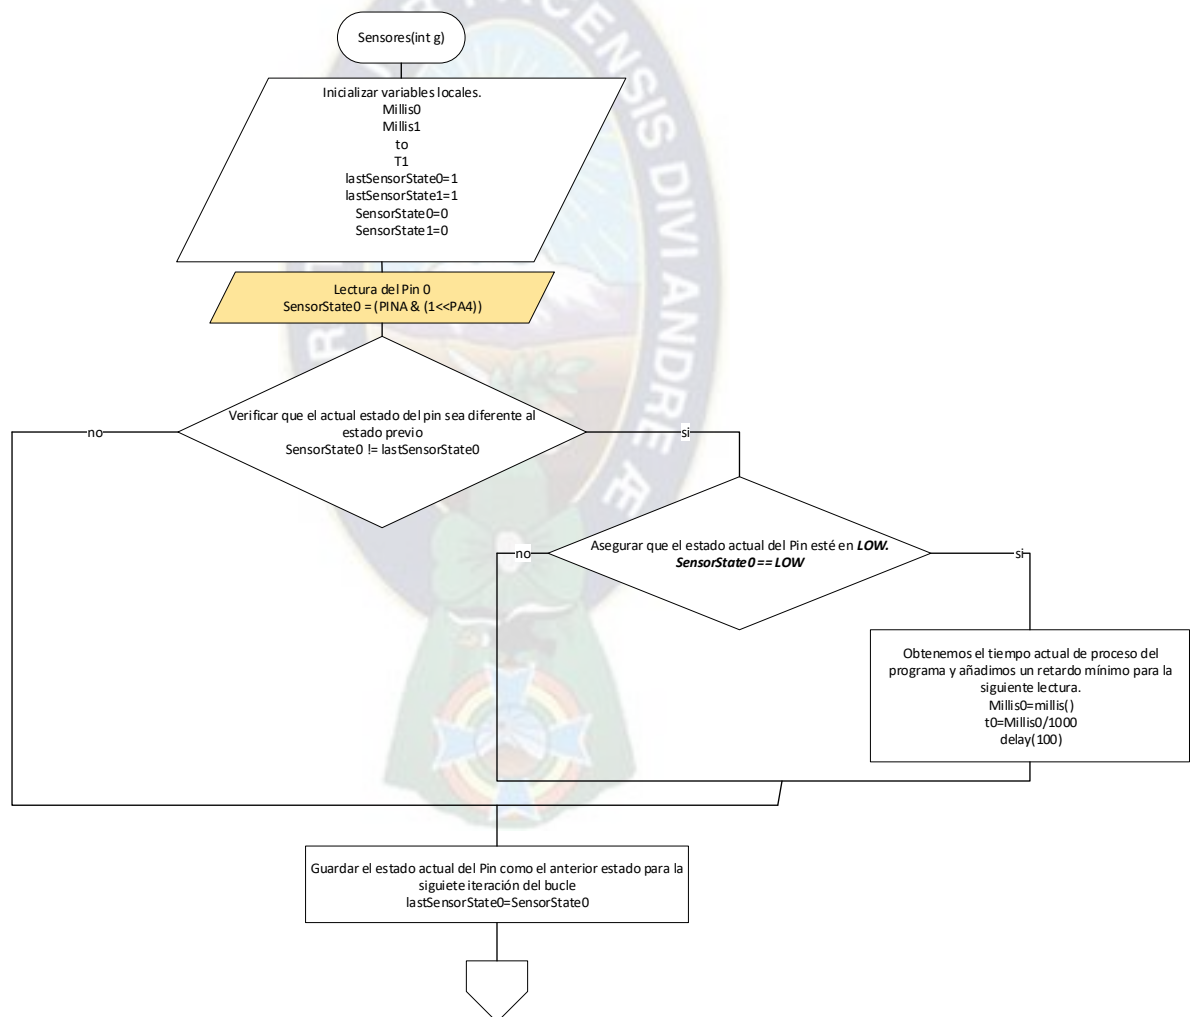 Sensores(int g)
Inicializar variables locales.
Millis0
Millis1
to
T1
lastSensorState0=1
lastSensorState1=1
SensorState0=0
SensorState1=0
Lectura del Pin 0
SensorState0 = (PINA & (1<<PA4))
Verificar que el actual estado del pin sea diferente al
estado previo
SensorState0 != lastSensorState0
no
si
Asegurar que el estado actual del Pin esté en LOW.
SensorState0 == LOW
no
si
Obtenemos el tiempo actual de proceso del
programa y añadimos un retardo mínimo para la
siguiente lectura.
Millis0=millis()
t0=Millis0/1000
delay(100)
Guardar el estado actual del Pin como el anterior estado para la
siguiete iteración del bucle
lastSensorState0=SensorState0
CENSIS DIVI ANDRE Æ